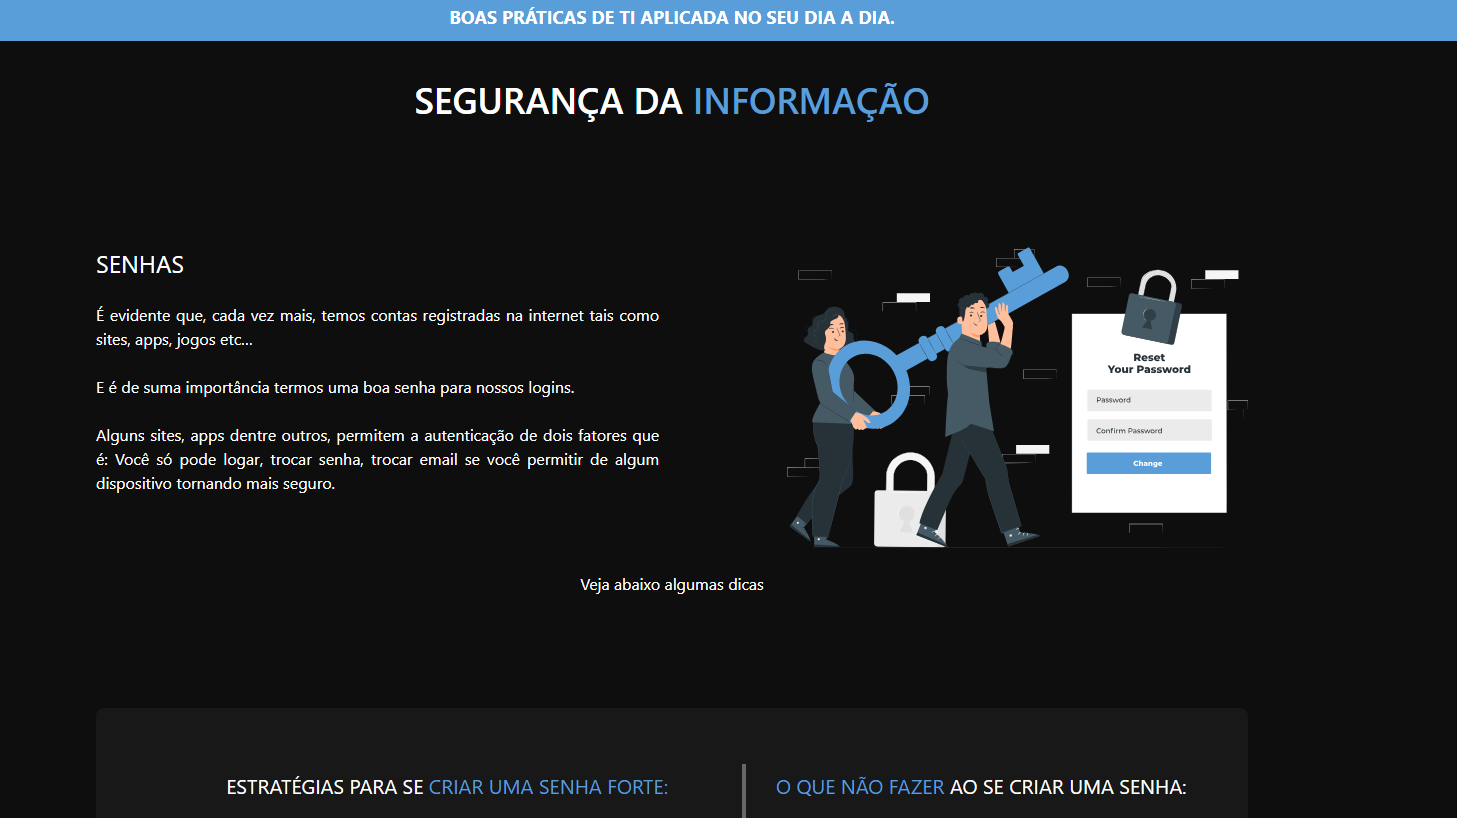 BOAS PRÁTICAS DE TI APLICADA NO SEU DIA A DIA.
SEGURANÇA DA INFORMAÇÃO
SENHAS
É evidente que, cada vez mais, temos contas registradas na internet tais como
sites, apps, jogos etc...
E é de suma importância termos uma boa senha para nossos logins.
Alguns sites, apps dentre outros, permitem a autenticação de dois fatores que
é: Você só pode logar, trocar senha, trocar email se você permitir de algum
dispositivo tornando mais seguro.
Reset
Your Password
Password
Confirm Password
Change
Veja abaixo algumas dicas
ESTRATÉGIAS PARA SE CRIAR UMA SENHA FORTE:
O QUE NÃO FAZER AO SE CRIAR UMA SENHA: